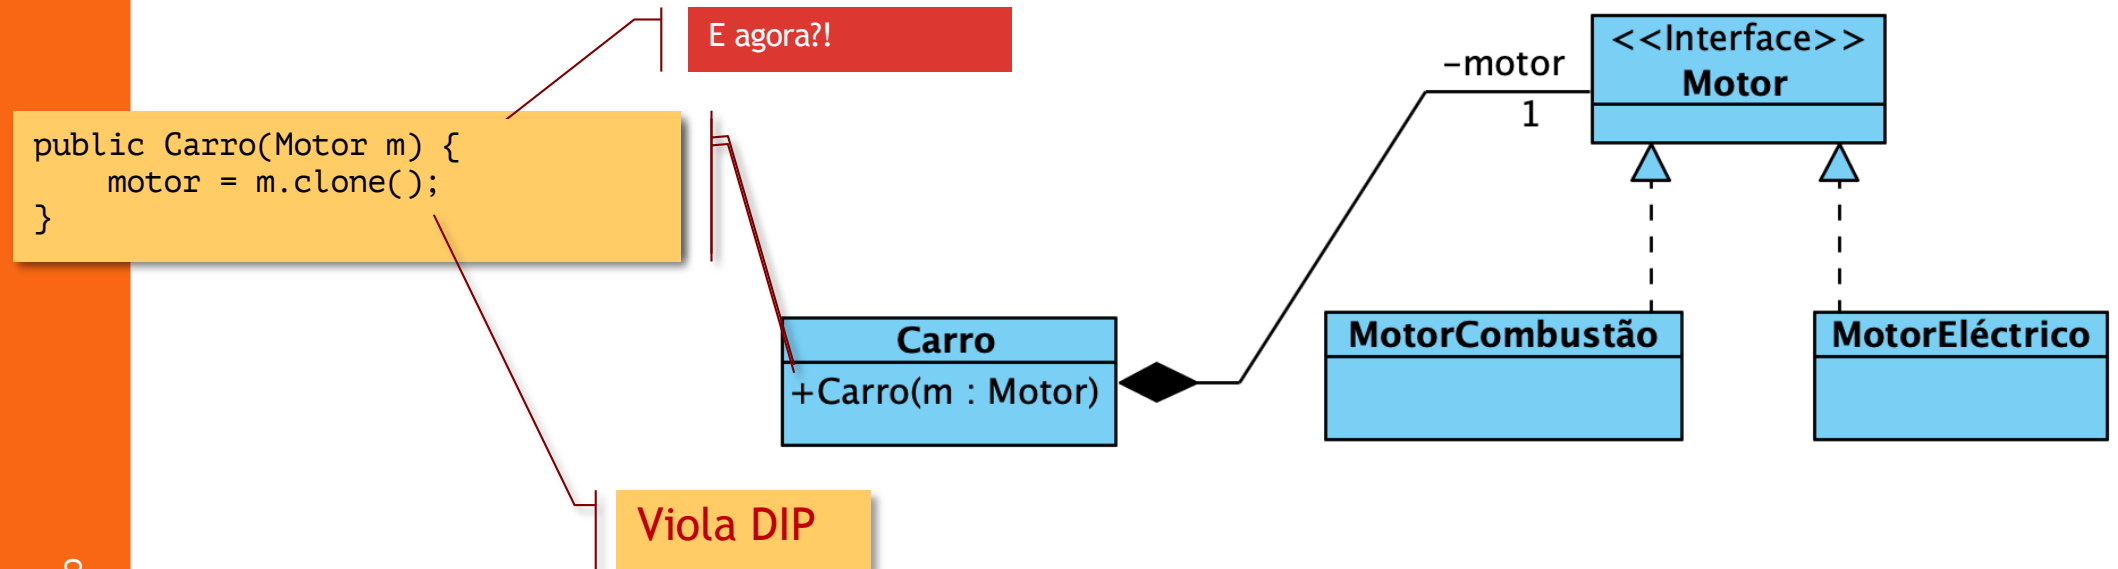 E agora?!
public Carro(Motor m) {
    motor = m.clone();
}
-motor
1
<<Interface>>
Motor
Carro
+Carro(m : Motor)
MotorCombustão
MotorEléctrico
Viola DIP